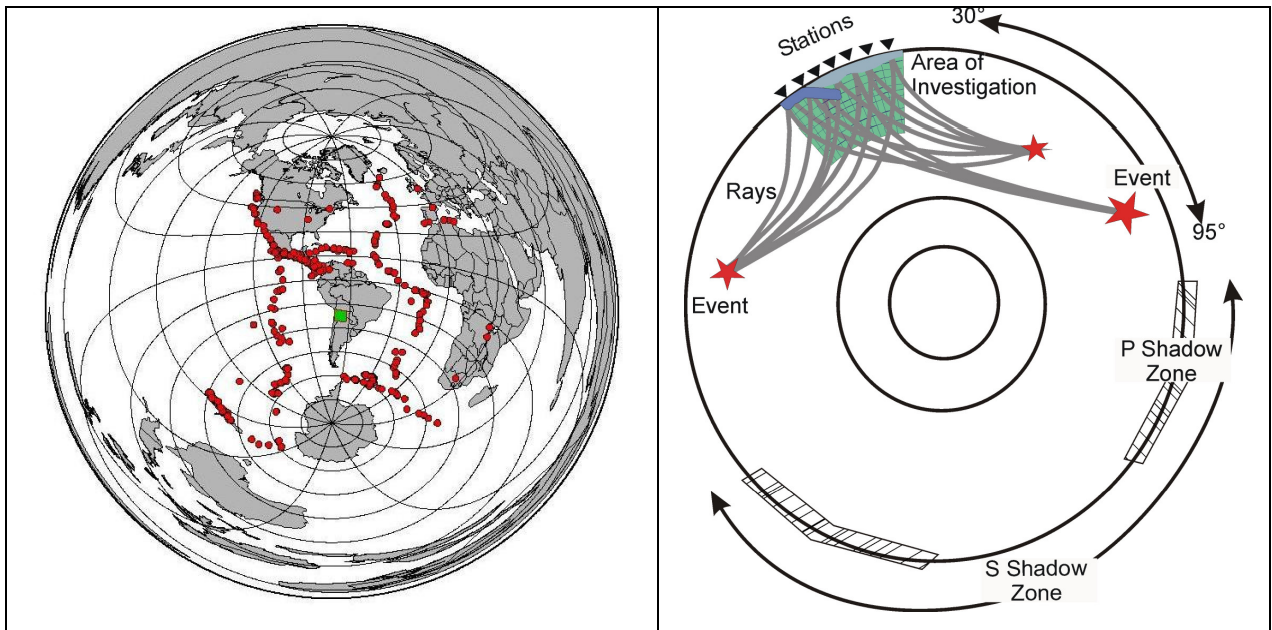 30°
Stations
Area of
Investigation
Rays
Event
95°
Event
P Shadow
Zone
S Shadow
Zone